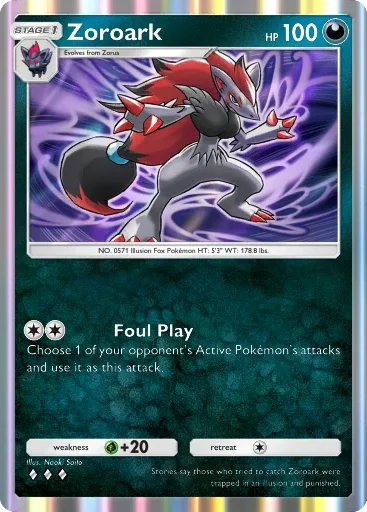 STAGE 1
Zoroark
HP 100
Evolves from Zorua
NO. 0571 Illusion Fox Pokémon HT: 5'3" WT: 178.8 lbs.
Foul Play
Choose 1 of your opponent's Active Pokémon's attacks
and use it as this attack.
weakness +20
retreat
Illus. Naoki Saito
Stories say those who tried to catch Zoroark were
trapped in an illusion and punished.